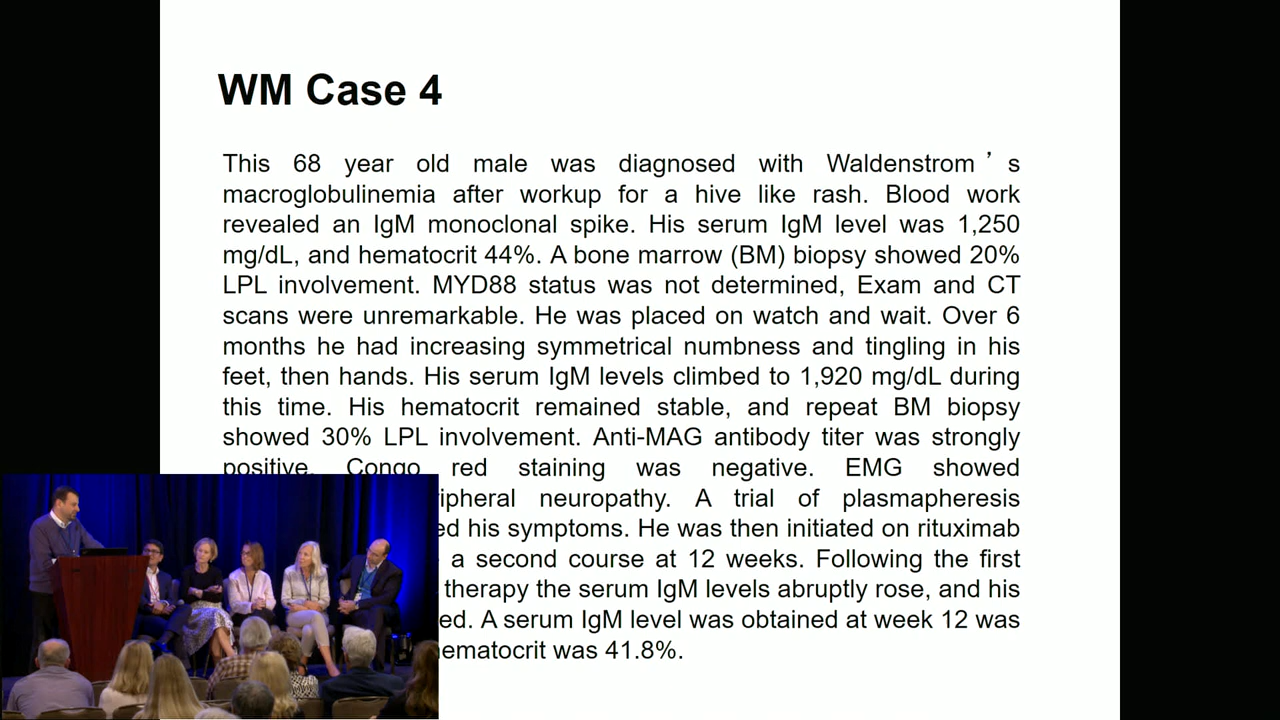 WM Case 4
This 68 year old male was diagnosed with Waldenstrom’s
macroglobulinemia after workup for a hive like rash. Blood work
revealed an IgM monoclonal spike. His serum IgM level was 1,250
mg/dL, and hematocrit 44%. A bone marrow (BM) biopsy showed 20%
LPL involvement. MYD88 status was not determined, Exam and CT
scans were unremarkable. He was placed on watch and wait. Over 6
months he had increasing symmetrical numbness and tingling in his
feet, then hands. His serum IgM levels climbed to 1,920 mg/dL during
this time. His hematocrit remained stable, and repeat BM biopsy
showed 30% LPL involvement. Anti-MAG antibody titer was strongly
positive. Congo red staining was negative. EMG showed
neuropathy. A trial of plasmapheresis
his symptoms. He was then initiated on rituximab
a second course at 12 weeks. Following the first
therapy the serum IgM levels abruptly rose, and his
A serum IgM level was obtained at week 12 was
was 41.8%.